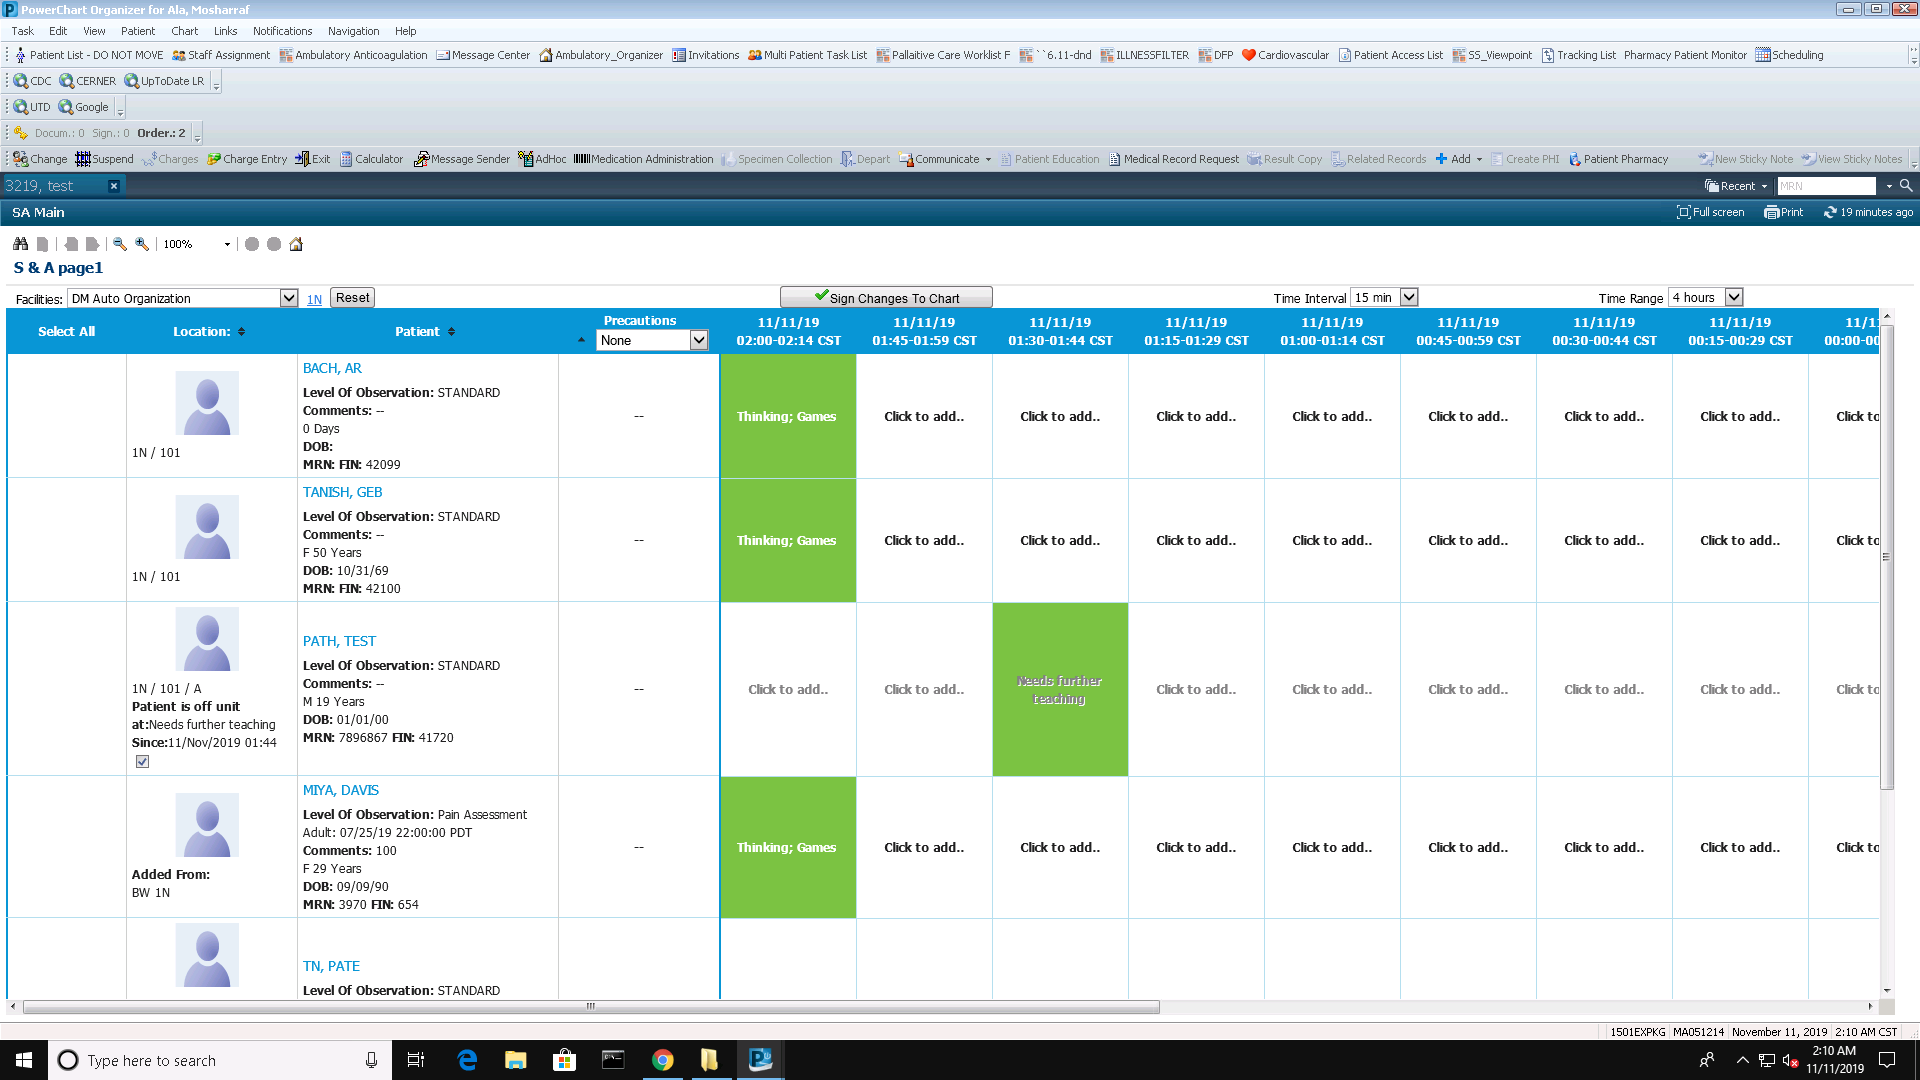 PowerChart Organizer for Ala, Mosharraf
Task Edit View Patient Chart Links Notifications Navigation Help
Patient List - DO NOT MOVE Staff Assignment Ambulatory Anticoagulation Message Center Ambulatory_Organizer Invitations Multi Patient Task List Pallaitive Care Worklist F ``6.11-dnd ILLNESSFILTER DFP Cardiovascular Patient Access List SS_Viewpoint Tracking List Pharmacy Patient Monitor Scheduling
CDC CERNER UpToDate LR
UTD Google
Docum.: 0 Sign.: 0 Order.: 2
Change Suspend Charges Charge Entry Exit Calculator Message Sender AdHoc Medication Administration Specimen Collection Depart Communicate Patient Education Medical Record Request Result Copy Related Records Add Create PHI Patient Pharmacy New Sticky Note View Sticky Notes
3219, test Recent MRN
SA Main Full screen Print 19 minutes ago
100%
S & A page1
Facilities: DM Auto Organization 1N Reset Sign Changes To Chart Time Interval 15 min Time Range 4 hours
Select All Location: Patient Precautions None
11/11/19 02:00-02:14 CST
11/11/19 01:45-01:59 CST
11/11/19 01:30-01:44 CST
11/11/19 01:15-01:29 CST
11/11/19 01:00-01:14 CST
11/11/19 00:45-00:59 CST
11/11/19 00:30-00:44 CST
11/11/19 00:15-00:29 CST
11/1 00:00-00
1N / 101
BACH, AR
Level Of Observation: STANDARD
Comments: --
0 Days
DOB:
MRN: FIN: 42099
-- Thinking; Games Click to add.. Click to add.. Click to add.. Click to add.. Click to add.. Click to add.. Click to add.. Click to
1N / 101
TANISH, GEB
Level Of Observation: STANDARD
Comments: --
F 50 Years
DOB: 10/31/69
MRN: FIN: 42100
-- Thinking; Games Click to add.. Click to add.. Click to add.. Click to add.. Click to add.. Click to add.. Click to add.. Click to
1N / 101 / A
Patient is off unit
at:Needs further teaching
Since:11/Nov/2019 01:44
PATH, TEST
Level Of Observation: STANDARD
Comments: --
M 19 Years
DOB: 01/01/00
MRN: 7896867 FIN: 41720
-- Click to add.. Click to add.. Needs further teaching Click to add.. Click to add.. Click to add.. Click to add.. Click to add.. Click to
Added From:
BW 1N
MIYA, DAVIS
Level Of Observation: Pain Assessment
Adult: 07/25/19 22:00:00 PDT
Comments: 100
F 29 Years
DOB: 09/09/90
MRN: 3970 FIN: 654
-- Thinking; Games Click to add.. Click to add.. Click to add.. Click to add.. Click to add.. Click to add.. Click to add.. Click to
TN, PATE
Level Of Observation: STANDARD
1501EXPKG MA051214 November 11, 2019 2:10 AM CST
Type here to search
2:10 AM
11/11/2019